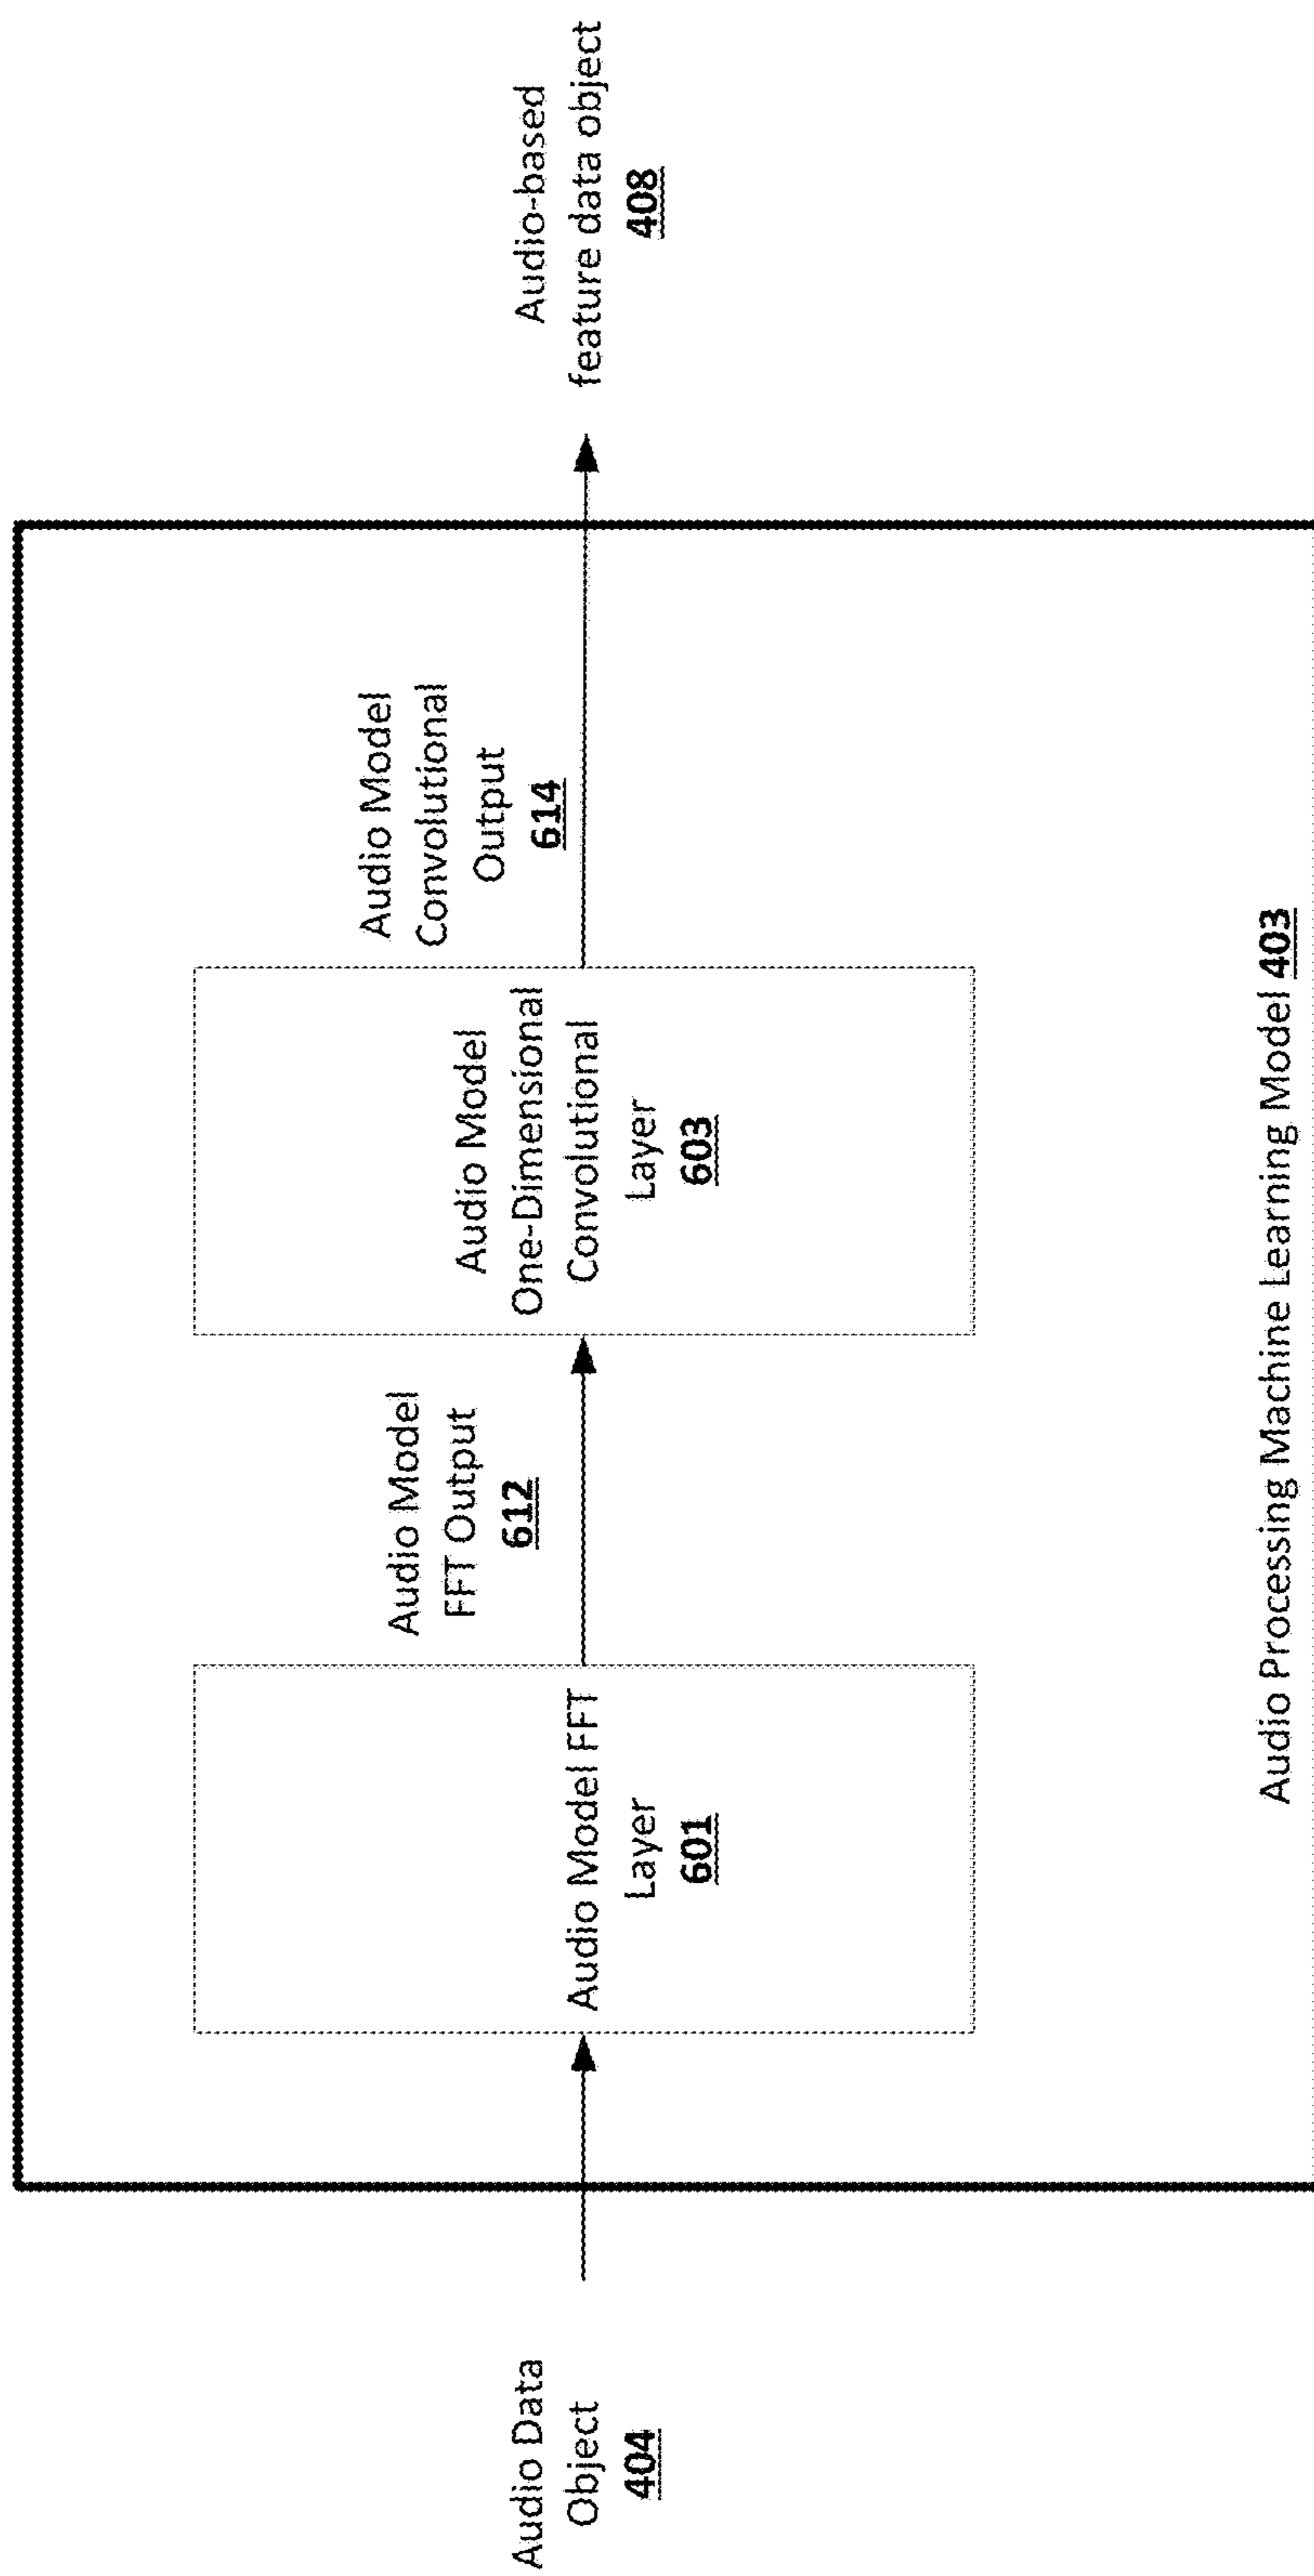 Audio Data
Object
404
Audio Model FFT
Layer
601
Audio Model
FFT Output
612
Audio Model
One-Dimensional
Convolutional
Layer
603
Audio Model
Convolutional
Output
614
Audio-based
feature data object
408
Audio Processing Machine Learning Model 403